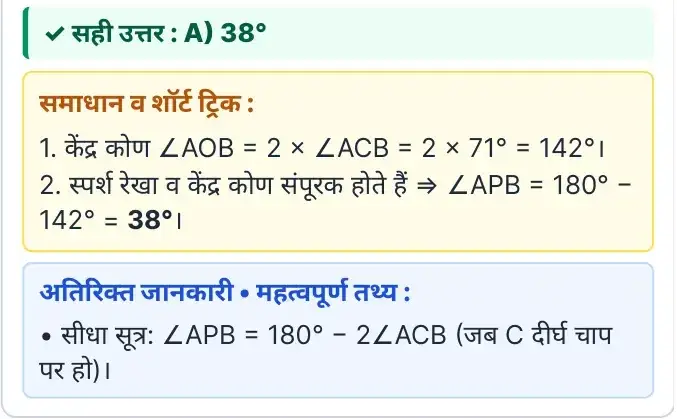 ✓ सही उत्तर : A) 38°
समाधान व शॉर्ट ट्रिक :
1. केंद्र कोण ∠AOB = 2 × ∠ACB = 2 × 71° = 142°।
2. स्पर्श रेखा व केंद्र कोण संपूरक होते हैं ⇒ ∠APB = 180° −
142° = 38°।
अतिरिक्त जानकारी • महत्वपूर्ण तथ्य :
• सीधा सूत्र: ∠APB = 180° − 2∠ACB (जब C दीर्घ चाप
पर हो)।